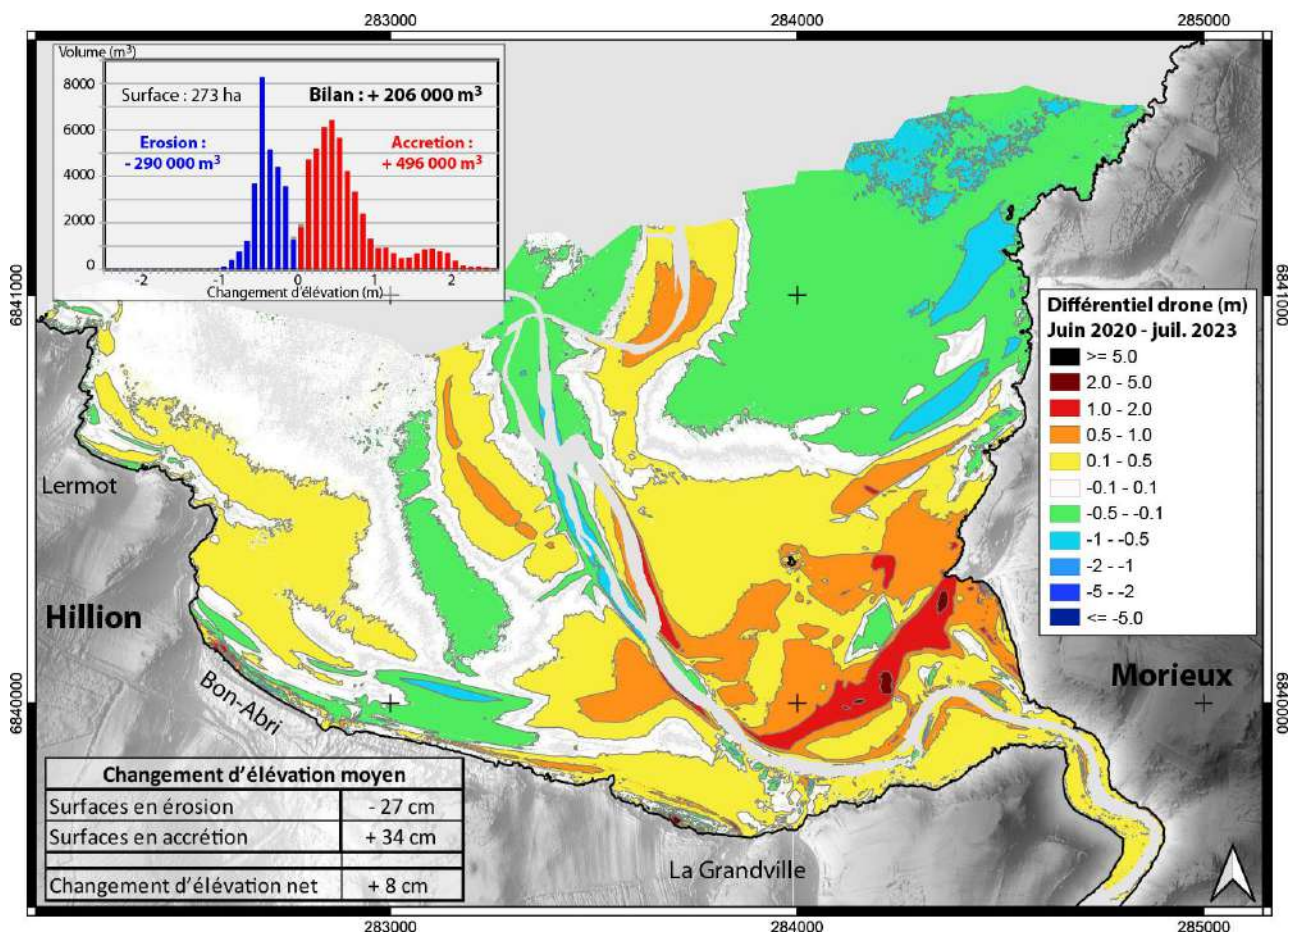 283000
284000
285000
Volume (m³)
8000
6000
4000
2000
0
Surface : 273 ha
Bilan : + 206 000 m³
Erosion :
- 290 000 m³
Accretion :
+ 496 000 m³
-2
-1
0
1
2
Changement d'élévation (m)
6841000
6841000
Différentiel drone (m)
Juin 2020 - juil. 2023
>= 5.0
2.0 - 5.0
1.0 - 2.0
0.5 - 1.0
0.1 - 0.5
-0.1 - 0.1
-0.5 - -0.1
-1 - -0.5
-2 - -1
-5 - -2
<= -5.0
Lermot
Hillion
Bon-Abri
Morieux
6840000
6840000
Changement d'élévation moyen
Surfaces en érosion - 27 cm
Surfaces en accrétion + 34 cm
Changement d'élévation net + 8 cm
La Grandville
283000
284000
285000